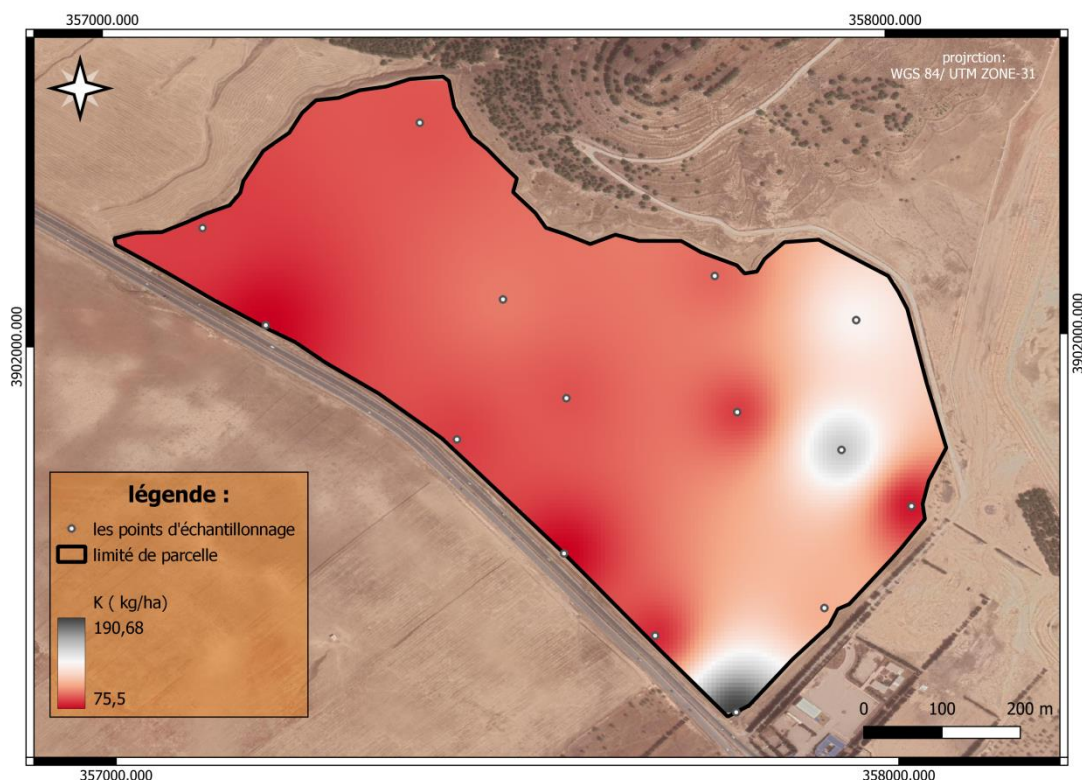 357000.000
358000.000
projrction:
WGS 84/ UTM ZONE-31
3902000.000
3902000.000
légende :
les points d'échantillonnage
limité de parcelle
K ( kg/ha)
190,68
75,5
0 100 200 m
357000.000
358000.000